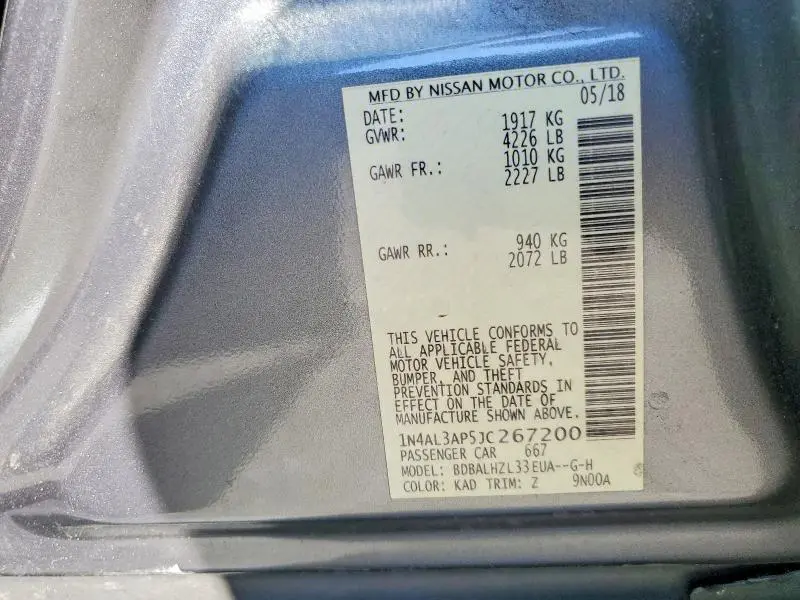 MFD BY NISSAN MOTOR CO., LTD.
DATE: 05/18
GVWR: 1917 KG
4226 LB
GAWR FR.: 1010 KG
2227 LB
GAWR RR.: 940 KG
2072 LB
THIS VEHICLE CONFORMS TO
ALL APPLICABLE FEDERAL
MOTOR VEHICLE SAFETY,
BUMPER, AND THEFT
PREVENTION STANDARDS IN
EFFECT ON THE DATE OF
MANUFACTURE SHOWN ABOVE.
1N4AL3AP5JC267200
PASSENGER CAR 667
MODEL: BDBALHZL33EUA--G-H
COLOR: KAD TRIM: Z 9N00A